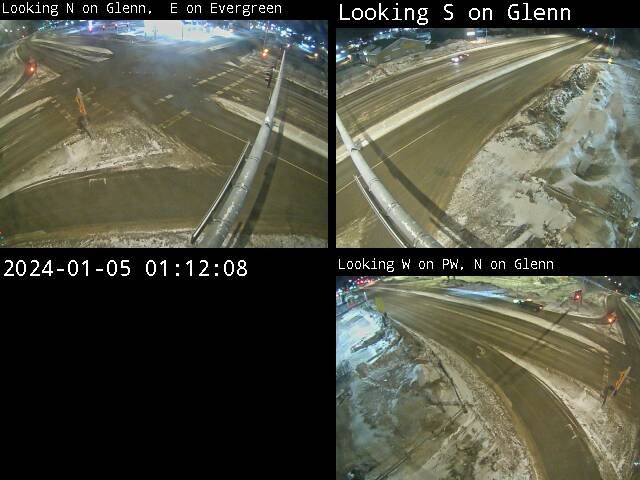 Looking N on Glenn,  E on Evergreen
Looking S on Glenn
2024-01-05 01:12:08
Looking W on PW, N on Glenn